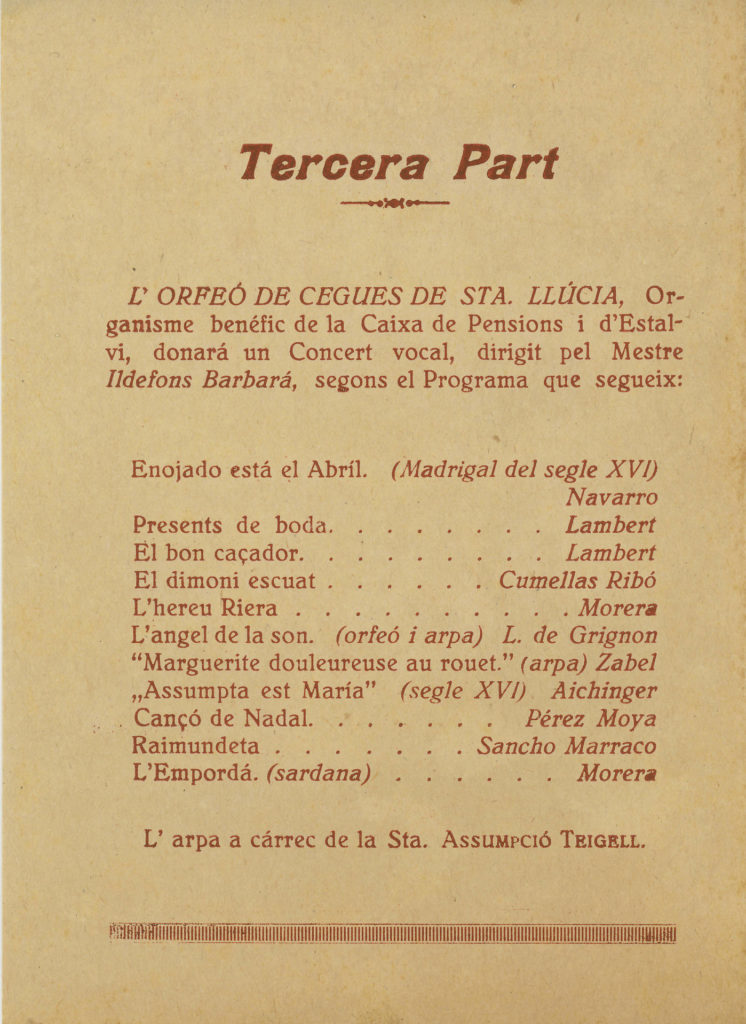 Tercera Part
L' ORFEÓ DE CEGUES DE STA. LLÚCIA, Or-
ganisme benéfic de la Caixa de Pensions i d'Estal-
vi, donará un Concert vocal, dirigit pel Mestre
Ildefons Barbará, segons el Programa que segueix:
Enojado está el Abríl. (Madrigal del segle XVI)
Navarro
Presents de boda. . . . . . . . Lambert
El bon caçador. . . . . . . . . Lambert
El dimoni escuat . . . . . . Cumellas Ribó
L'hereu Riera . . . . . . . . . . Morera
L'angel de la son. (orfeó i arpa) L. de Grignon
“Marguerite douleureuse au rouet.” (arpa) Zabel
„Assumpta est María” (segle XVI) Aichinger
Cançó de Nadal. . . . . . . Pérez Moya
Raimundeta . . . . . . . Sancho Marraco
L'Empordá. (sardana) . . . . . . Morera
L' arpa a cárrec de la Sta. ASSUMPCIÓ TEIGELL.